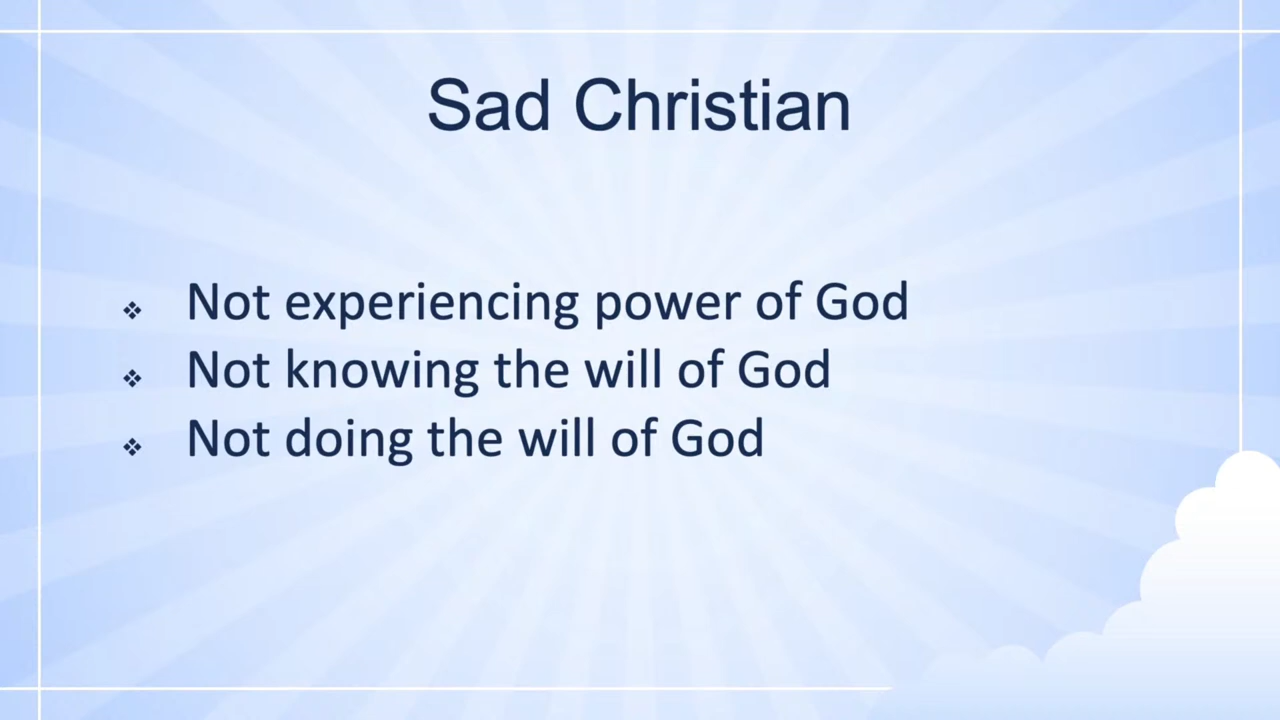 Sad Christian
❖ Not experiencing power of God
❖ Not knowing the will of God
❖ Not doing the will of God